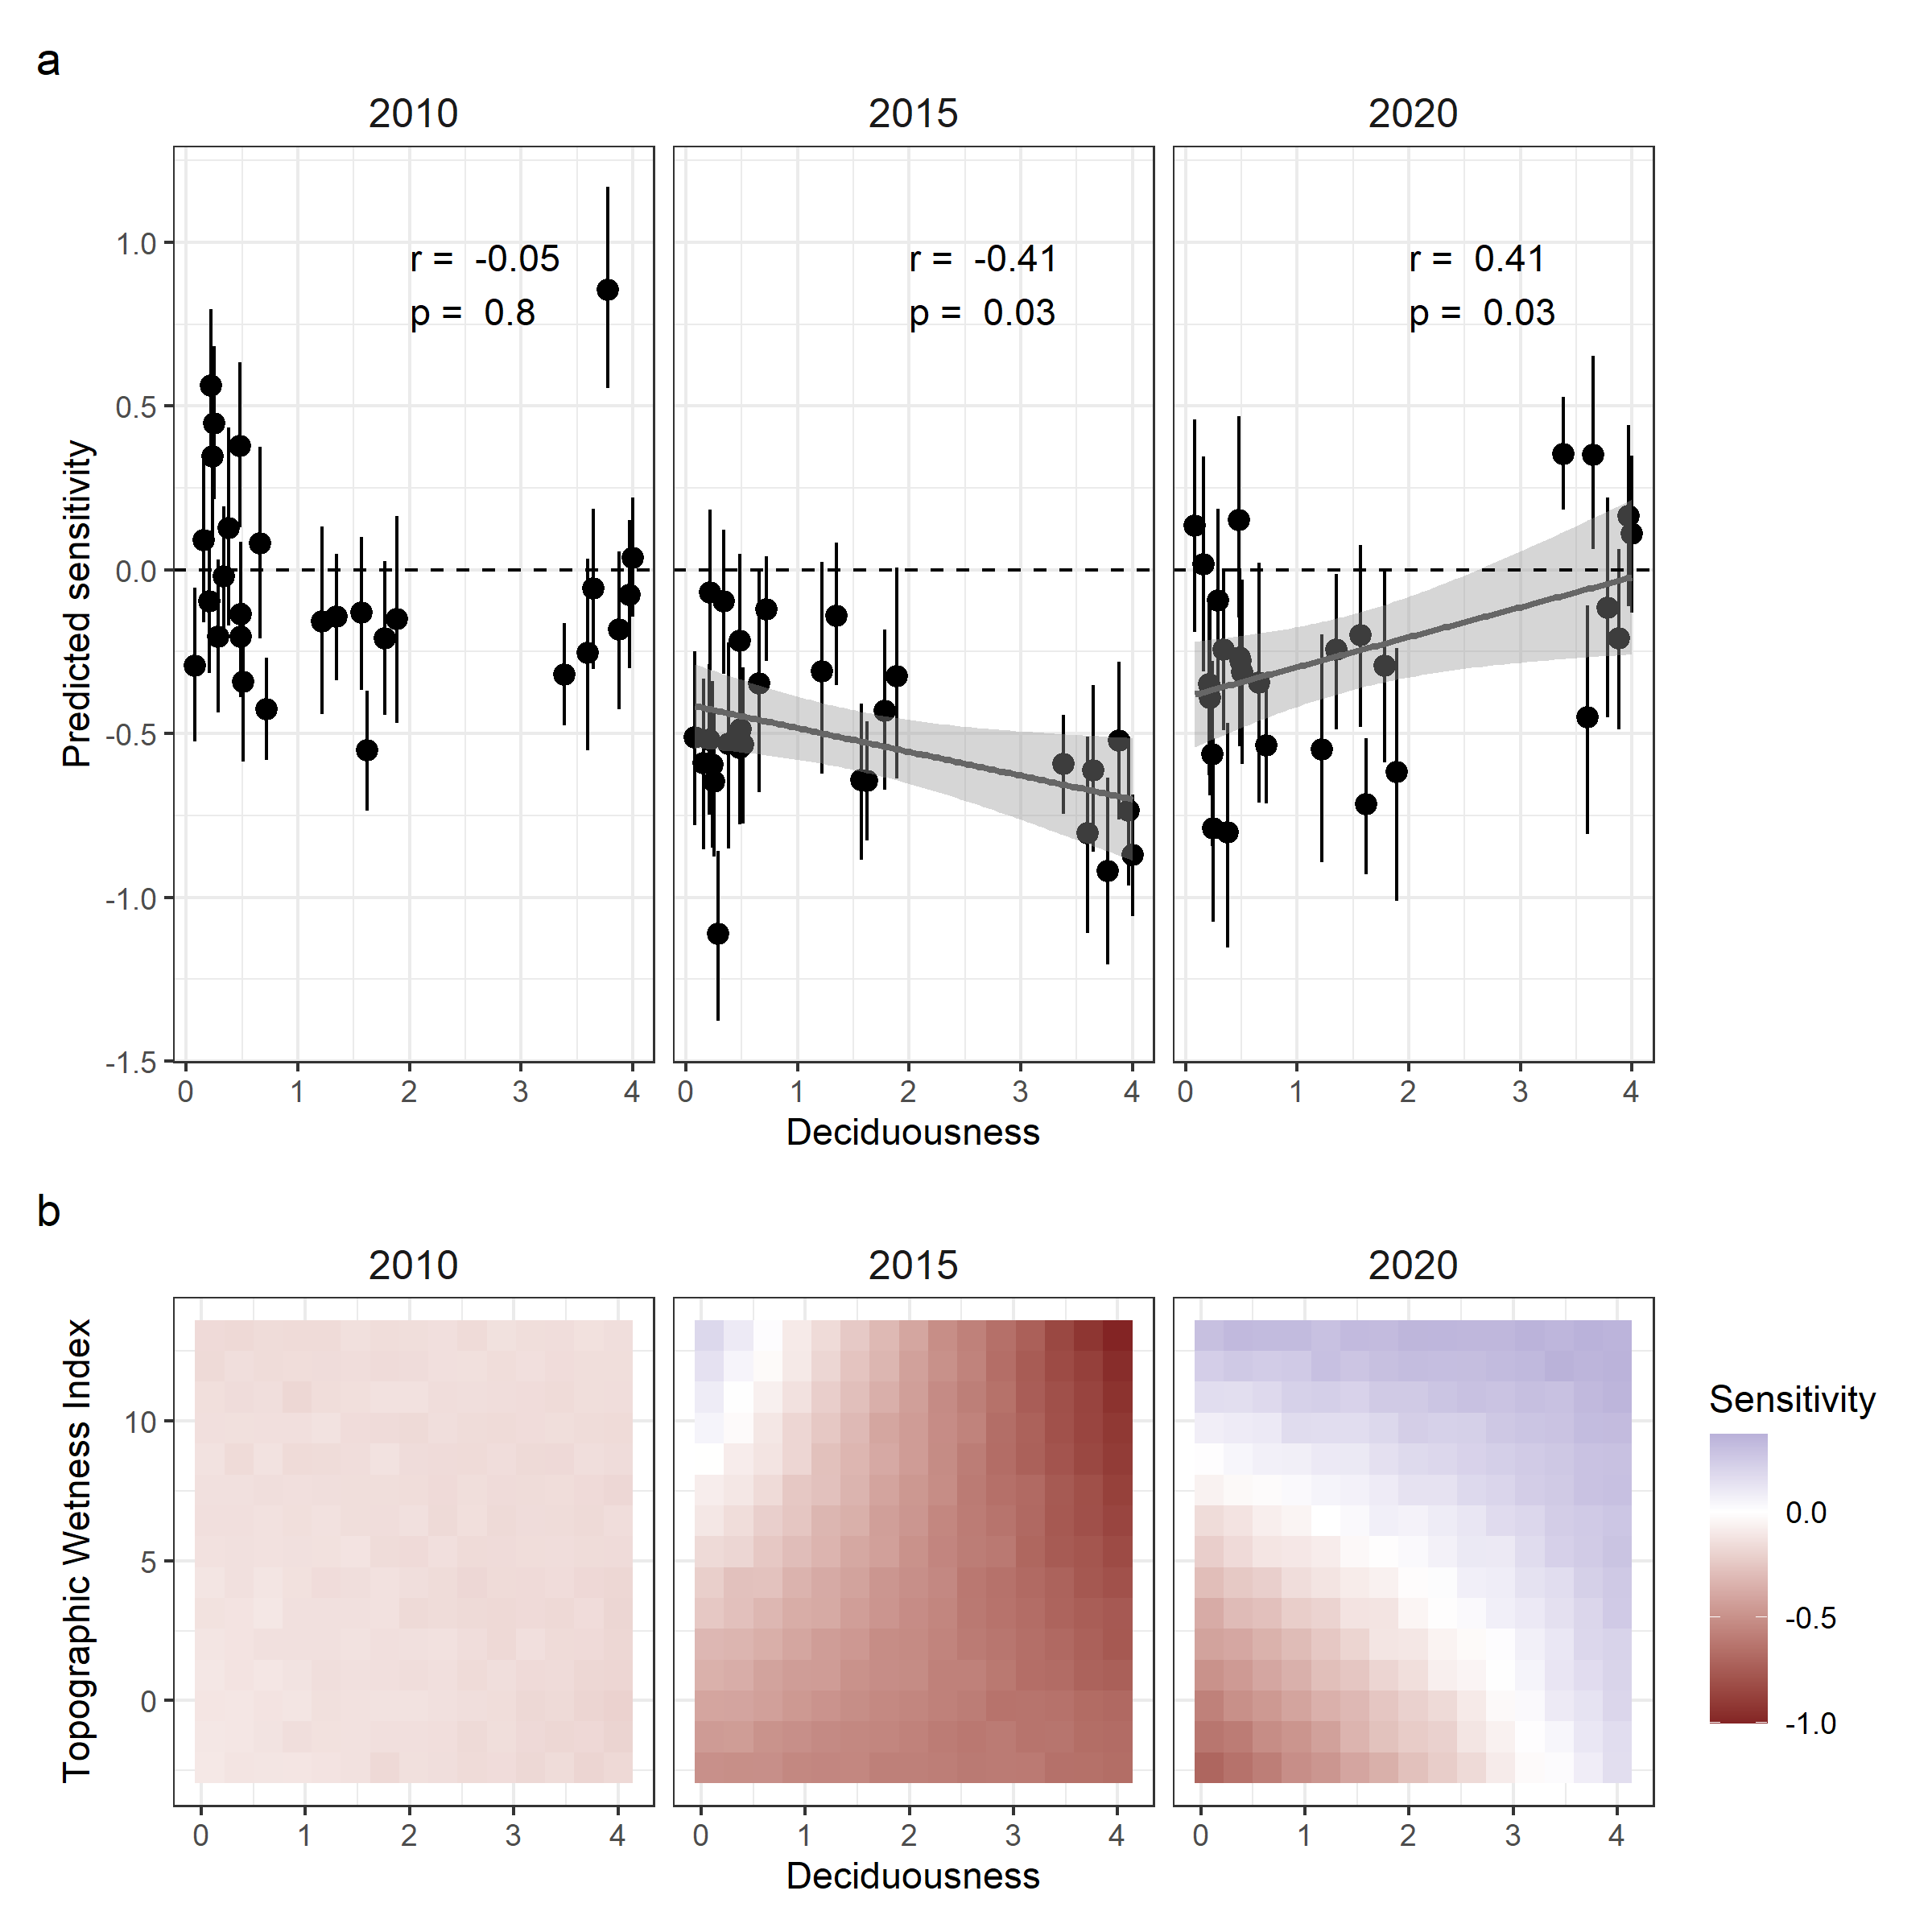 a
2010 2015 2020
r = -0.05 r = -0.41 r = 0.41
p = 0.8 p = 0.03 p = 0.03
Predicted sensitivity
1.0
0.5
0.0
-0.5
-1.0
-1.5
0 1 2 3 4 0 1 2 3 4 0 1 2 3 4
Deciduousness
b
2010 2015 2020
Topographic Wetness Index
10
5
0
0 1 2 3 4 0 1 2 3 4 0 1 2 3 4
Deciduousness
Sensitivity
0.0
-0.5
-1.0